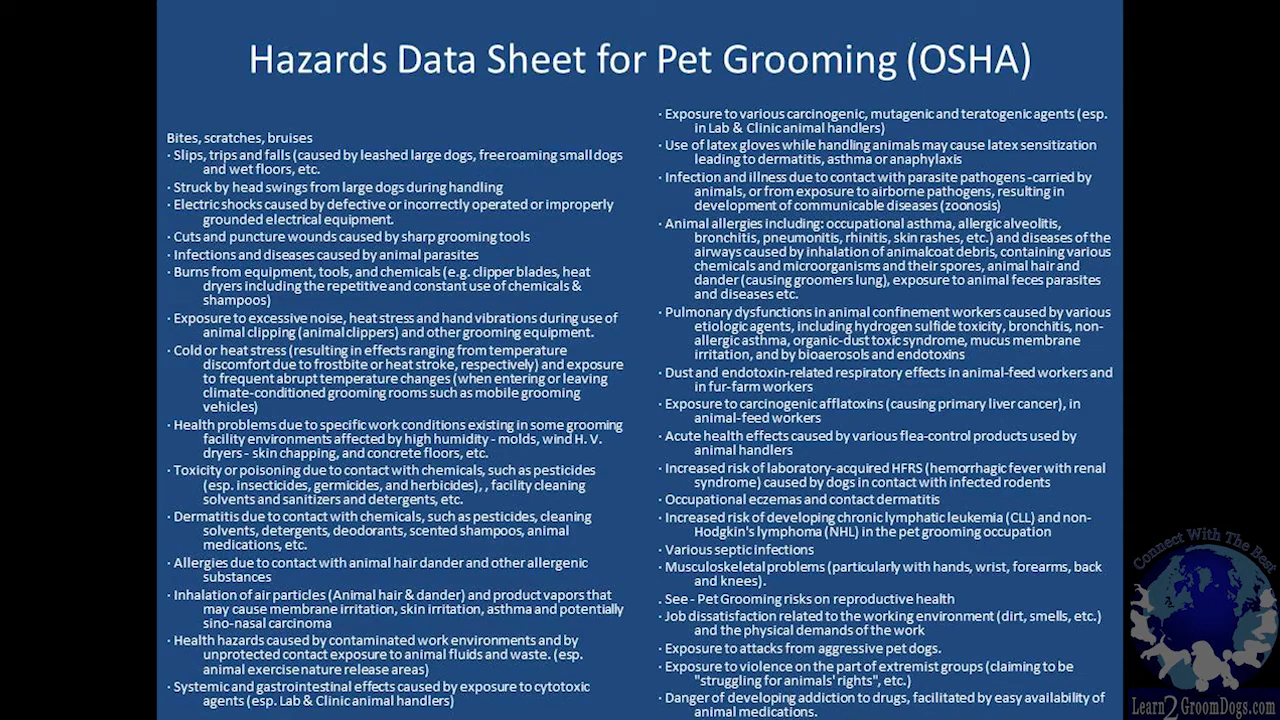 Hazards Data Sheet for Pet Grooming (OSHA)
Bites, scratches, bruises
· Slips, trips and falls (caused by leashed large dogs, free roaming small dogs
and wet floors, etc.
· Struck by head swings from large dogs during handling
· Electric shocks caused by defective or incorrectly operated or improperly
grounded electrical equipment.
· Cuts and puncture wounds caused by sharp grooming tools
· Infections and diseases caused by animal parasites
· Burns from equipment, tools, and chemicals (e.g. clipper blades, heat
dryers including the repetitive and constant use of chemicals &
shampoos)
· Exposure to excessive noise, heat stress and hand vibrations during use of
animal clipping (animal clippers) and other grooming equipment.
· Cold or heat stress (resulting in effects ranging from temperature
discomfort due to frostbite or heat stroke, respectively) and exposure
to frequent abrupt temperature changes (when entering or leaving
climate-conditioned grooming rooms such as mobile grooming
vehicles)
· Health problems due to specific work conditions existing in some grooming
facility environments affected by high humidity - molds, wind H. V.
dryers - skin chapping, and concrete floors, etc.
· Toxicity or poisoning due to contact with chemicals, such as pesticides
(esp. insecticides, germicides, and herbicides), , facility cleaning
solvents and sanitizers and detergents, etc.
· Dermatitis due to contact with chemicals, such as pesticides, cleaning
solvents, detergents, deodorants, scented shampoos, animal
medications, etc.
· Allergies due to contact with animal hair dander and other allergenic
substances
· Inhalation of air particles (Animal hair & dander) and product vapors that
may cause membrane irritation, skin irritation, asthma and potentially
sino-nasal carcinoma
· Health hazards caused by contaminated work environments and by
unprotected contact exposure to animal fluids and waste. (esp.
animal exercise nature release areas)
· Systemic and gastrointestinal effects caused by exposure to cytotoxic
agents (esp. Lab & Clinic animal handlers)
· Exposure to various carcinogenic, mutagenic and teratogenic agents (esp.
in Lab & Clinic animal handlers)
· Use of latex gloves while handling animals may cause latex sensitization
leading to dermatitis, asthma or anaphylaxis
· Infection and illness due to contact with parasite pathogens -carried by
animals, or from exposure to airborne pathogens, resulting in
development of communicable diseases (zoonosis)
· Animal allergies including: occupational asthma, allergic alveolitis,
bronchitis, pneumonitis, rhinitis, skin rashes, etc.) and diseases of the
airways caused by inhalation of animalcoat debris, containing various
chemicals and microorganisms and their spores, animal hair and
dander (causing groomers lung), exposure to animal feces parasites
and diseases etc.
· Pulmonary dysfunctions in animal confinement workers caused by various
etiologic agents, including hydrogen sulfide toxicity, bronchitis, non-
allergic asthma, organic-dust toxic syndrome, mucus membrane
irritation, and by bioaerosols and endotoxins
· Dust and endotoxin-related respiratory effects in animal-feed workers and
in fur-farm workers
· Exposure to carcinogenic afflatoxins (causing primary liver cancer), in
animal-feed workers
· Acute health effects caused by various flea-control products used by
animal handlers
· Increased risk of laboratory-acquired HFRS (hemorrhagic fever with renal
syndrome) caused by dogs in contact with infected rodents
· Occupational eczemas and contact dermatitis
· Increased risk of developing chronic lymphatic leukemia (CLL) and non-
Hodgkin's lymphoma (NHL) in the pet grooming occupation
· Various septic infections
· Musculoskeletal problems (particularly with hands, wrist, forearms, back
and knees).
. See - Pet Grooming risks on reproductive health
· Job dissatisfaction related to the working environment (dirt, smells, etc.)
and the physical demands of the work
· Exposure to attacks from aggressive pet dogs.
· Exposure to violence on the part of extremist groups (claiming to be
"struggling for animals' rights", etc.)
· Danger of developing addiction to drugs, facilitated by easy availability of
animal medications.
Connect With The Best
Learn2GroomDogs.com